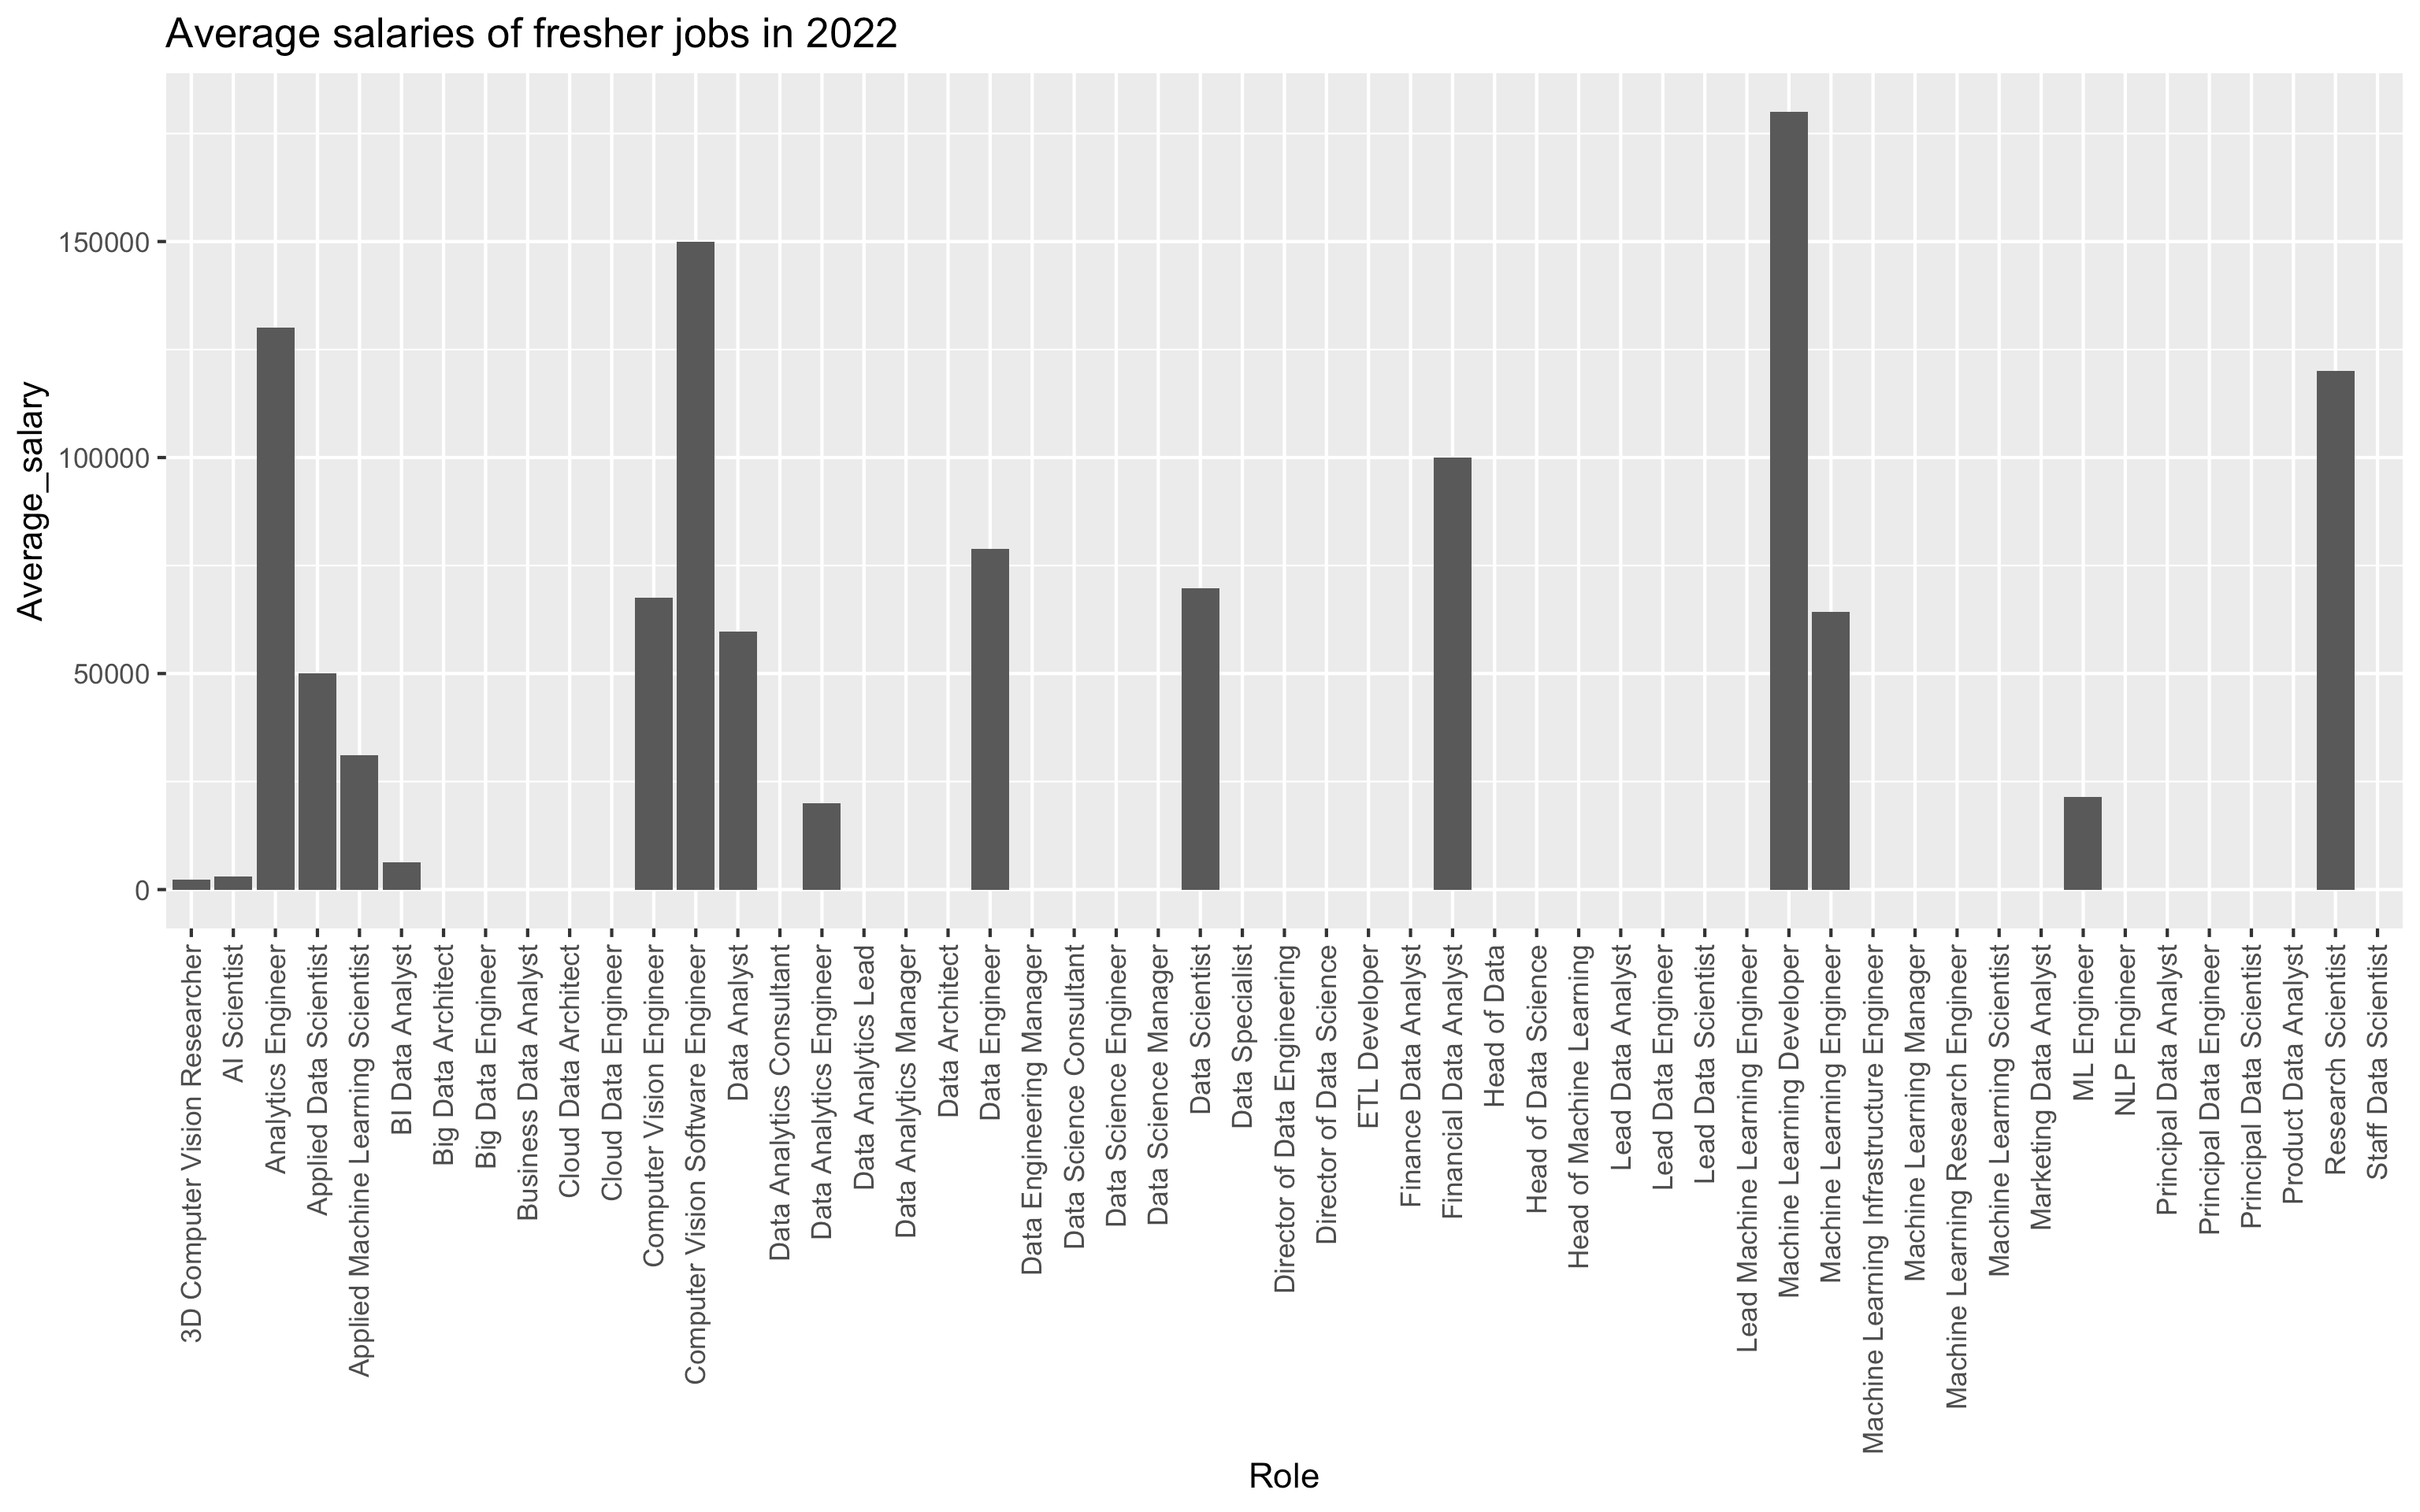 Average salaries of fresher jobs in 2022
Average_salary
150000
100000
50000
0
3D Computer Vision Researcher
AI Scientist
Analytics Engineer
Applied Data Scientist
Applied Machine Learning Scientist
BI Data Analyst
Big Data Architect
Big Data Engineer
Business Data Analyst
Cloud Data Architect
Cloud Data Engineer
Computer Vision Engineer
Computer Vision Software Engineer
Data Analyst
Data Analytics Consultant
Data Analytics Engineer
Data Analytics Lead
Data Analytics Manager
Data Architect
Data Engineer
Data Engineering Manager
Data Science Consultant
Data Science Engineer
Data Science Manager
Data Scientist
Data Specialist
Director of Data Engineering
Director of Data Science
ETL Developer
Finance Data Analyst
Financial Data Analyst
Head of Data
Head of Data Science
Head of Machine Learning
Lead Data Analyst
Lead Data Engineer
Lead Data Scientist
Lead Machine Learning Engineer
Machine Learning Developer
Machine Learning Engineer
Machine Learning Infrastructure Engineer
Machine Learning Manager
Machine Learning Research Engineer
Machine Learning Scientist
Marketing Data Analyst
ML Engineer
NLP Engineer
Principal Data Analyst
Principal Data Engineer
Principal Data Scientist
Product Data Analyst
Research Scientist
Staff Data Scientist
Role